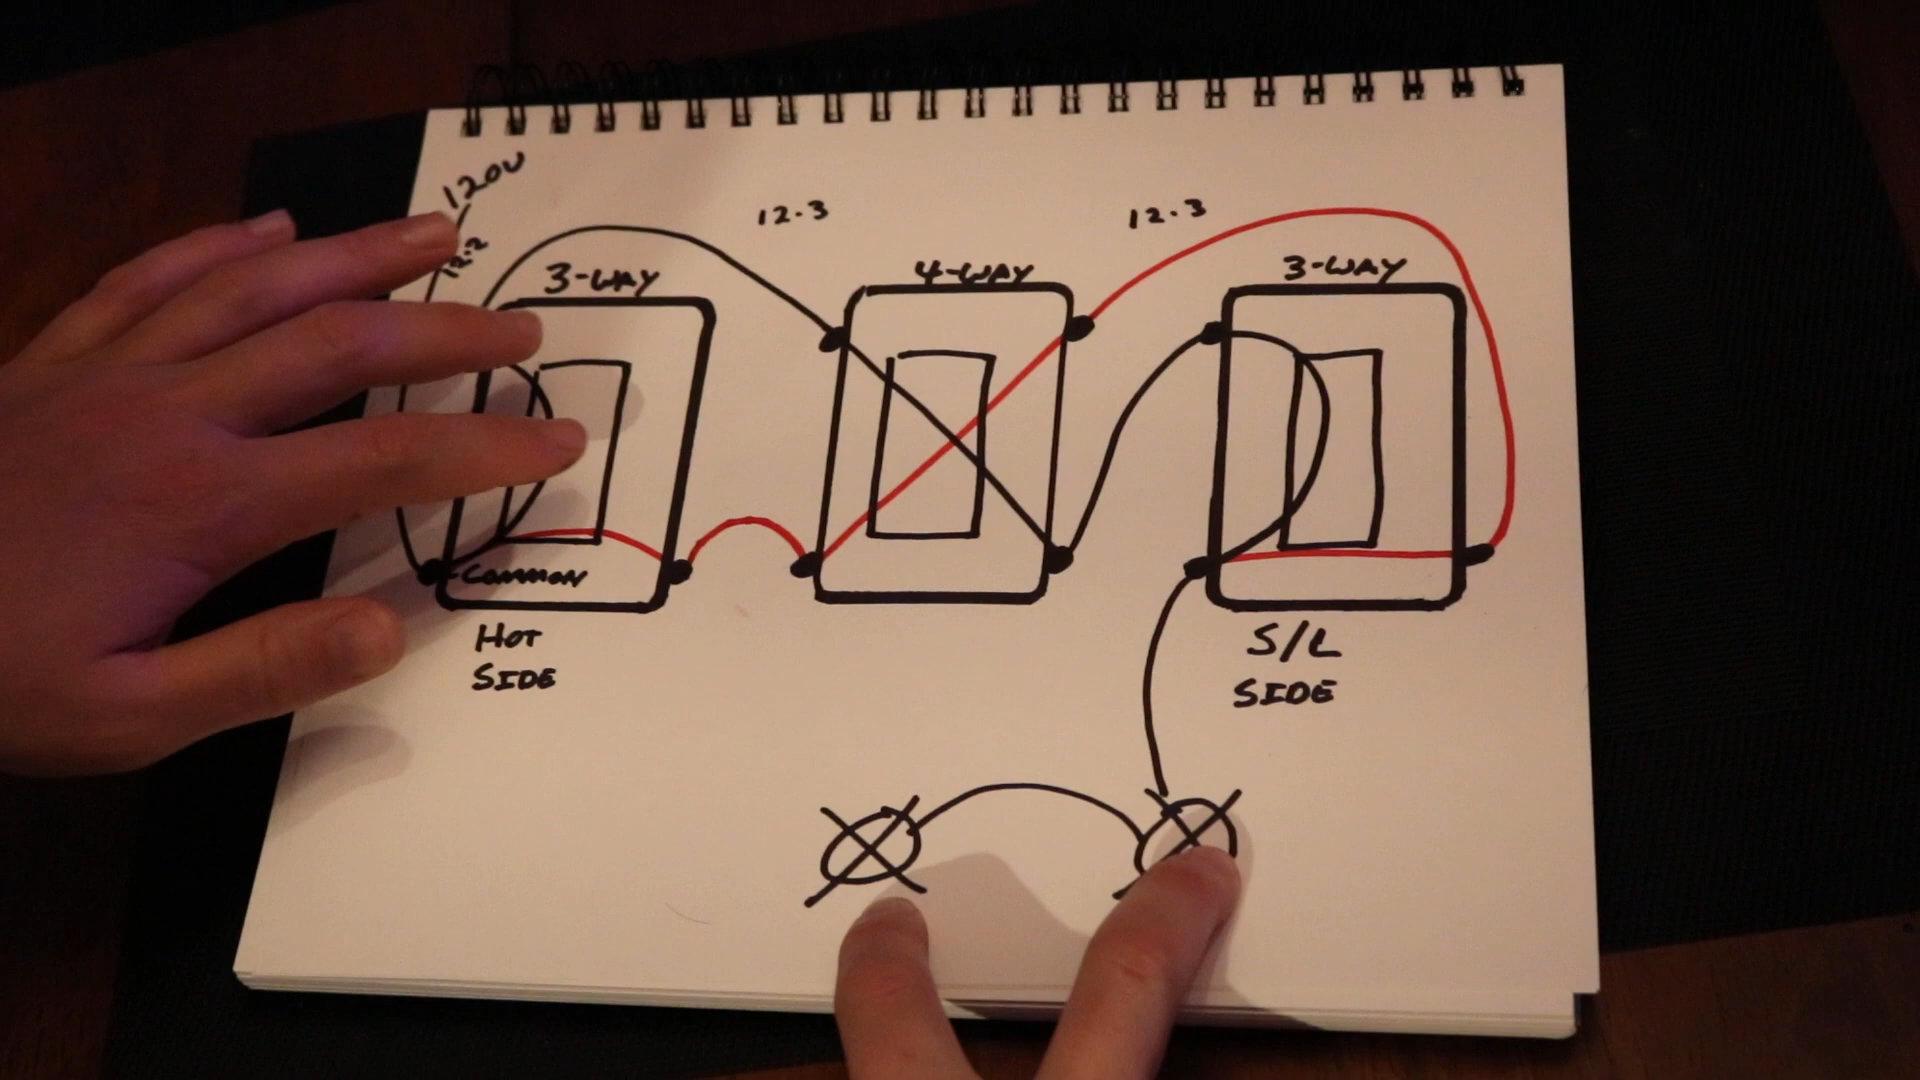 120V
12.2
12.3
12.3
3-WAY
4-WAY
3-WAY
COMMON
HOT
SIDE
S/L
SIDE